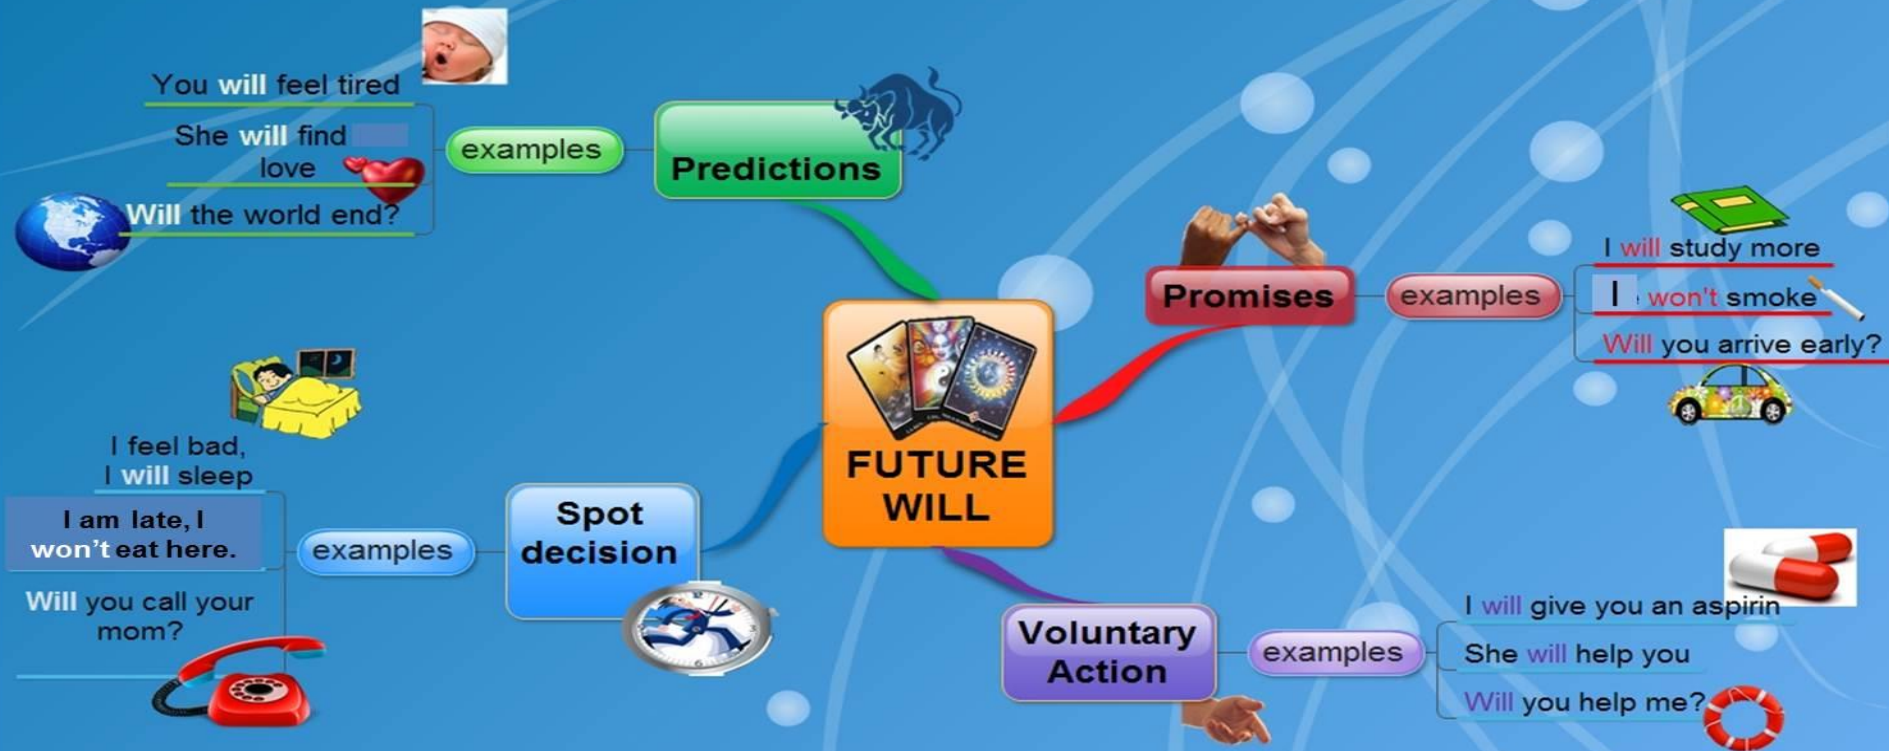 You will feel tired
She will find
love
Will the world end?
examples
Predictions
Promises
examples
I will study more
I won't smoke
Will you arrive early?
FUTURE
WILL
I feel bad,
I will sleep
I am late, I
won't eat here.
Will you call your
mom?
examples
Spot
decision
Voluntary
Action
examples
I will give you an aspirin
She will help you
Will you help me?